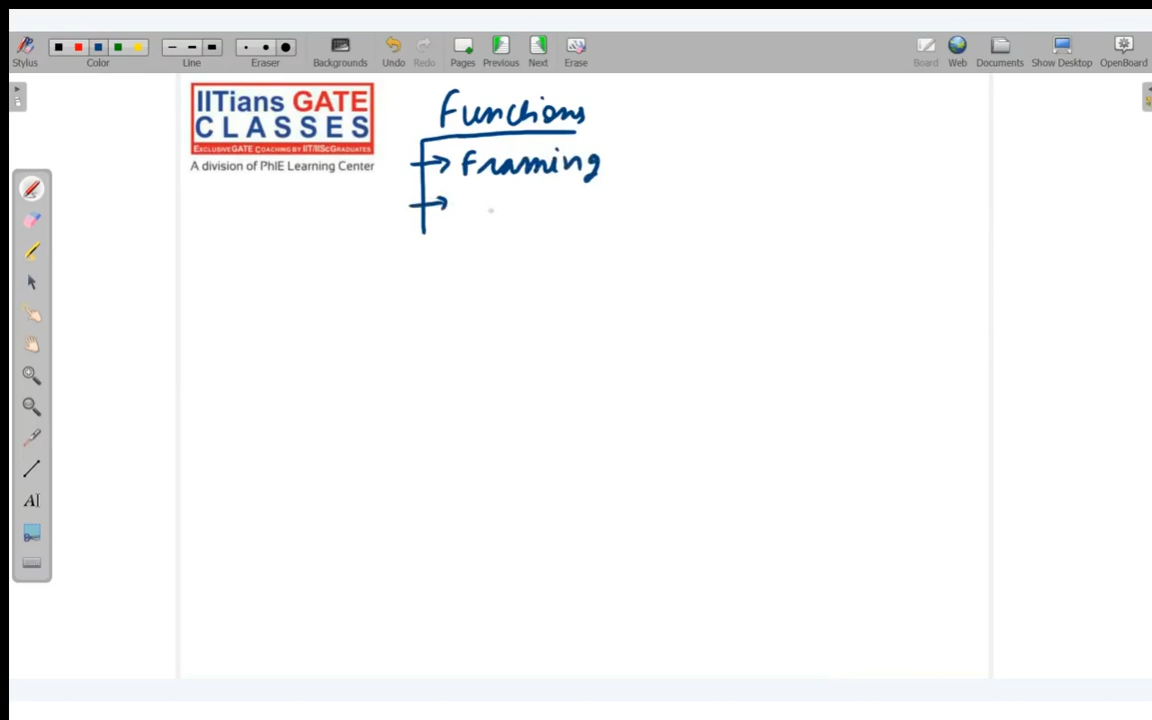 Stylus Color Line Eraser Backgrounds Undo Redo Pages Previous Next Erase Board Web Documents Show Desktop OpenBoard
IITians GATE
CLASSES
EXCLUSIVE GATE COACHING BY IIT/IISc GRADUATES
A division of PhIE Learning Center
Functions
→ Framing
→
AI